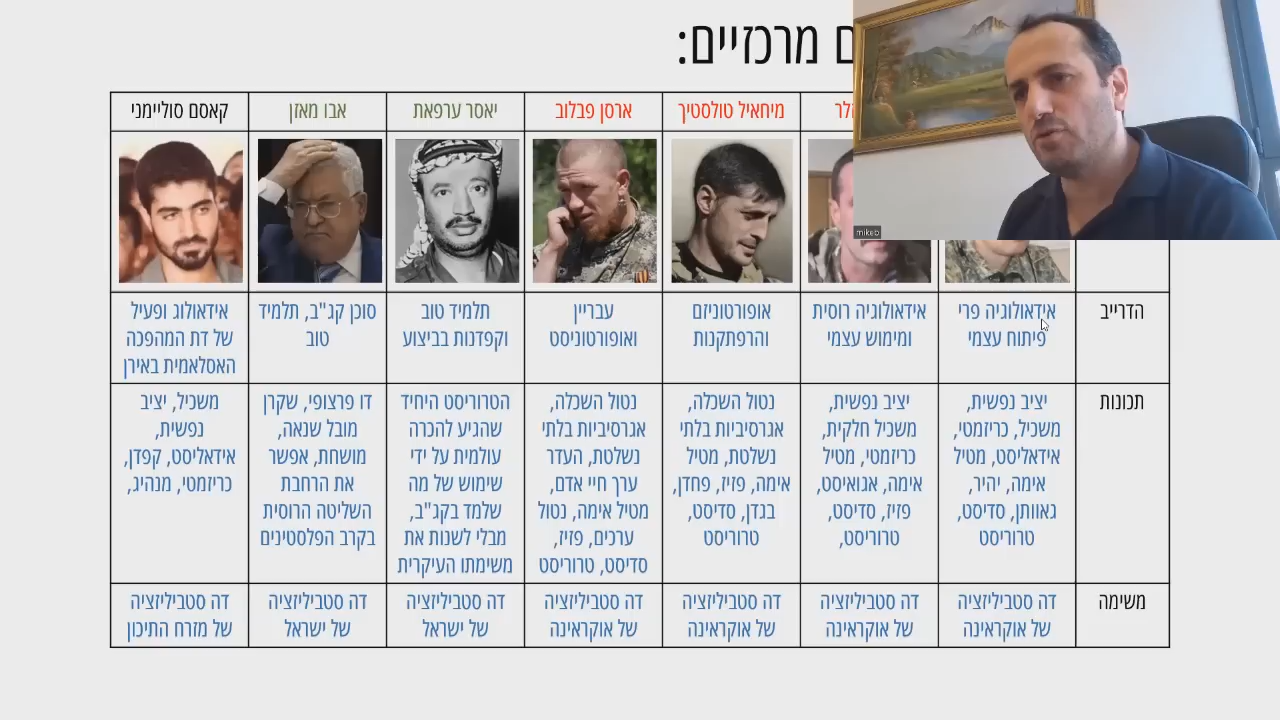 ם מרכזיים:
mikeb
לר
מיחאיל טולסטיך
ארסן פבלוב
יאסר ערפאת
אבו מאזן
קאסם סוליימני
הדרייב
אידאולוגיה פרי
פיתוח עצמי
אידאולוגיה רוסית
ומימוש עצמי
אופורטוניזם
והרפתקנות
עבריין
ואופורטוניסט
תלמיד טוב
וקפדנות בביצוע
סוכן קג"ב, תלמיד
טוב
אידאולוג ופעיל
של דת המהפכה
האסלאמית באירן
תכונות
יציב נפשית,
משכיל, כריזמטי,
אידאליסט, מטיל
אימה, יהיר,
גאוותן, סדיסט,
טרוריסט
יציב נפשית,
משכיל חלקית,
כריזמטי, מטיל
אימה, אגואיסט,
פזיז, סדיסט,
טרוריסט,
נטול השכלה,
אגרסיביות בלתי
נשלטת, מטיל
אימה, פזיז, פחדן,
בגדן, סדיסט,
טרוריסט
נטול השכלה,
אגרסיביות בלתי
נשלטת, העדר
ערך חיי אדם,
מטיל אימה, נטול
ערכים, פזיז,
סדיסט, טרוריסט
הטרוריסט היחיד
שהגיע להכרה
עולמית על ידי
שימוש של מה
שלמד בקג"ב,
מבלי לשנות את
משימתו העיקרית
דו פרצופי, שקרן
מובל שנאה,
מושחת, אפשר
את הרחבת
השליטה הרוסית
בקרב הפלסטינים
משכיל, יציב
נפשית,
אידאליסט, קפדן,
כריזמטי, מנהיג,
משימה
דה סטביליזציה
של אוקראינה
דה סטביליזציה
של אוקראינה
דה סטביליזציה
של אוקראינה
דה סטביליזציה
של אוקראינה
דה סטביליזציה
של ישראל
דה סטביליזציה
של ישראל
דה סטביליזציה
של מזרח התיכון